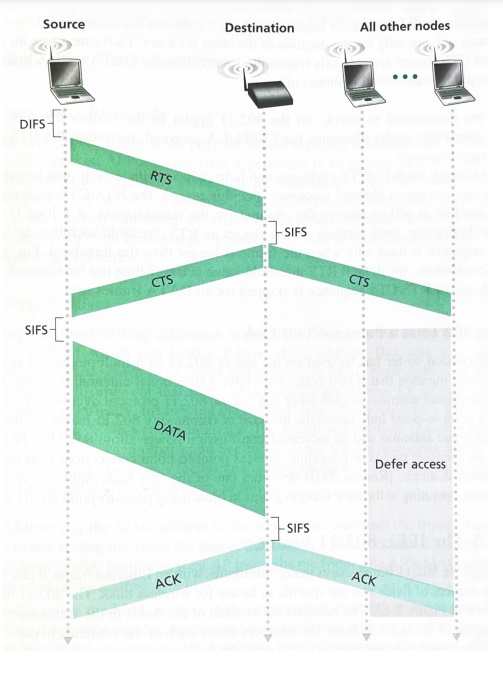 Source
Destination
All other nodes
DIFS
RTS
SIFS
CTS
CTS
SIFS
DATA
Defer access
SIFS
ACK
ACK